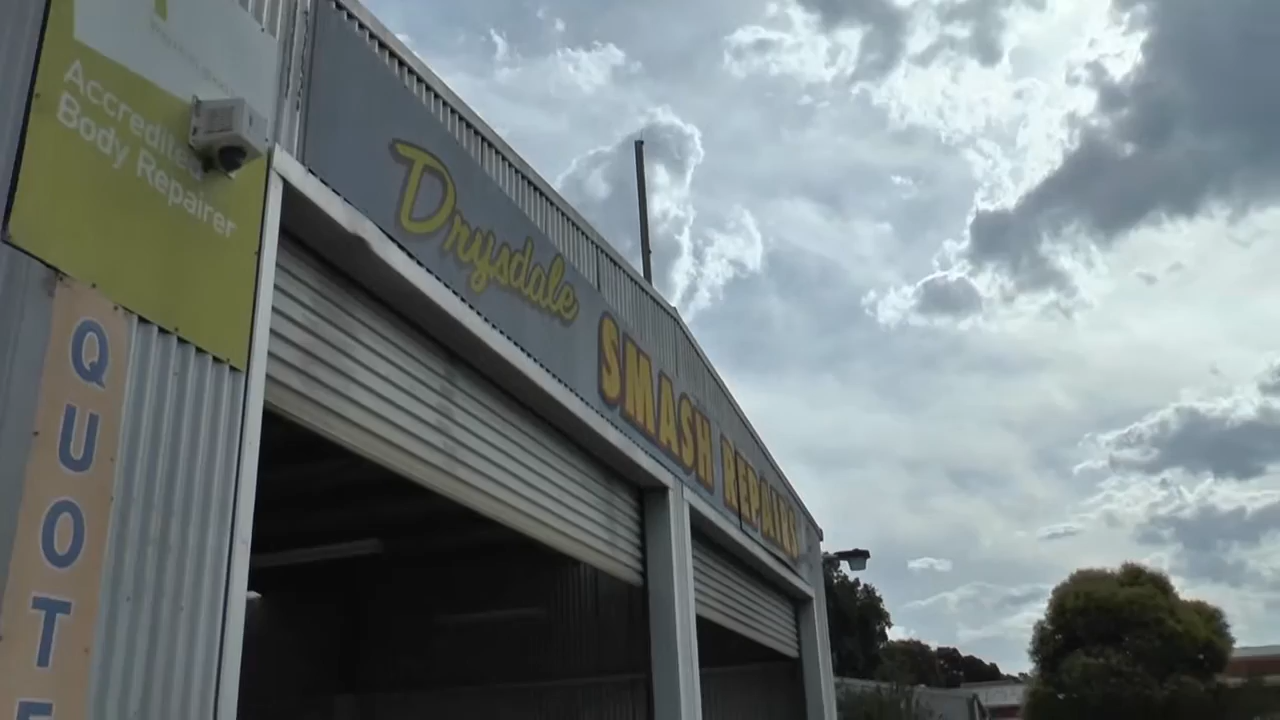 Accredited
Body Repairer
Drysdale
SMASH REPAIRS
QUOTE